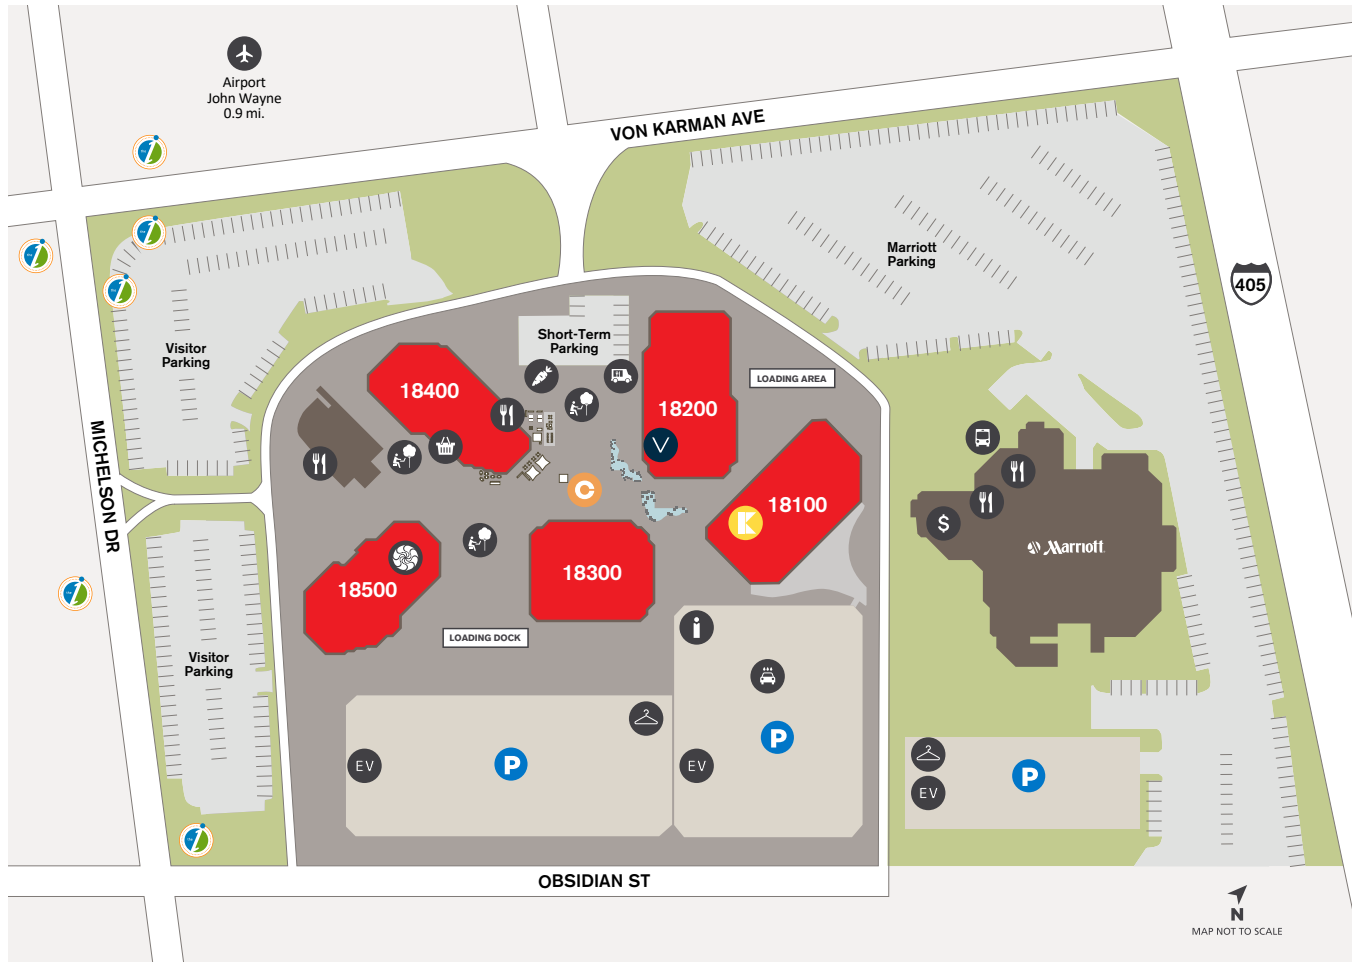 Airport
John Wayne
0.9 mi.
VON KARMAN AVE
Marriott
Parking
405
Short-Term
Parking
Visitor
Parking
18400
LOADING AREA
18200
V
MICHELSON DR
C
18100
K
$
Marriott
18300
18500
LOADING DOCK
i
Visitor
Parking
P
EV
P
EV
EV
P
OBSIDIAN ST
N
MAP NOT TO SCALE